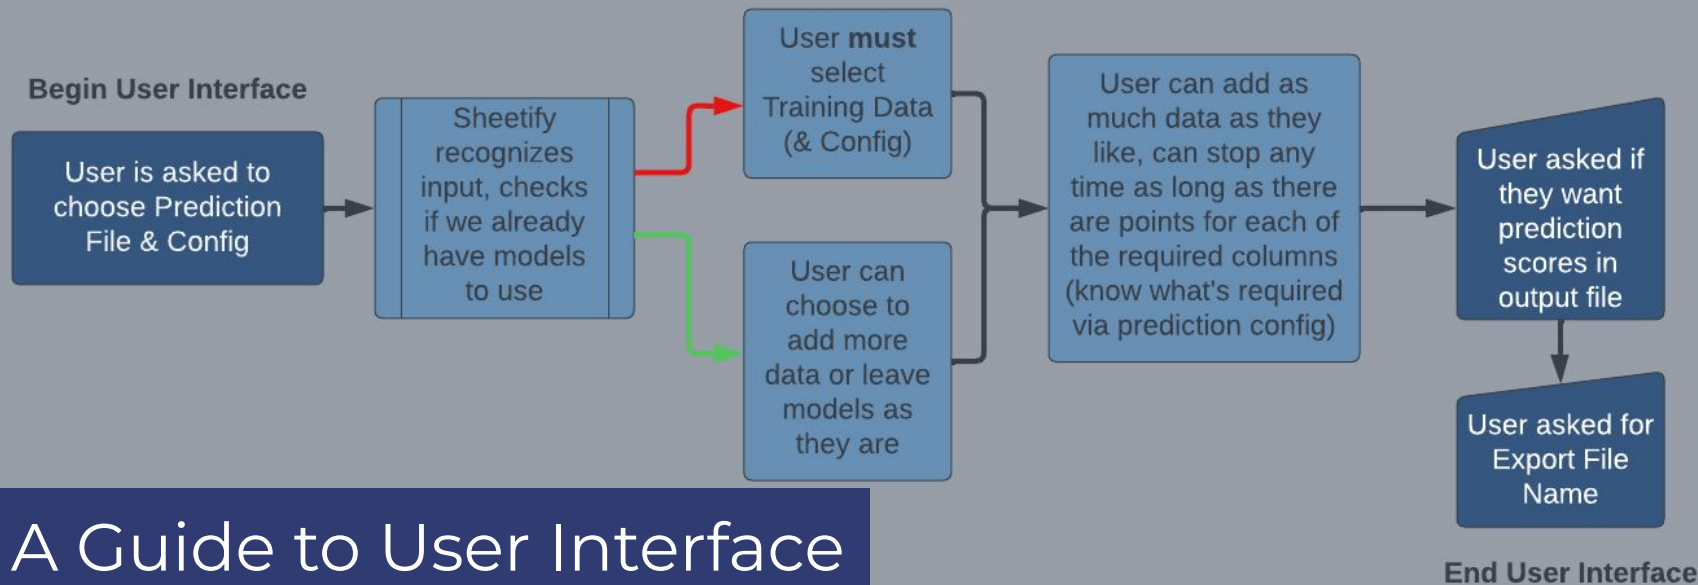 Begin User Interface
User is asked to
choose Prediction
File & Config
Sheetify
recognizes
input, checks
if we already
have models
to use
User must
select
Training Data
(& Config)
User can
choose to
add more
data or leave
models as
they are
User can add as
much data as they
like, can stop any
time as long as there
are points for each of
the required columns
(know what's required
via prediction config)
User asked if
they want
prediction
scores in
output file
User asked for
Export File
Name
End User Interface
A Guide to User Interface